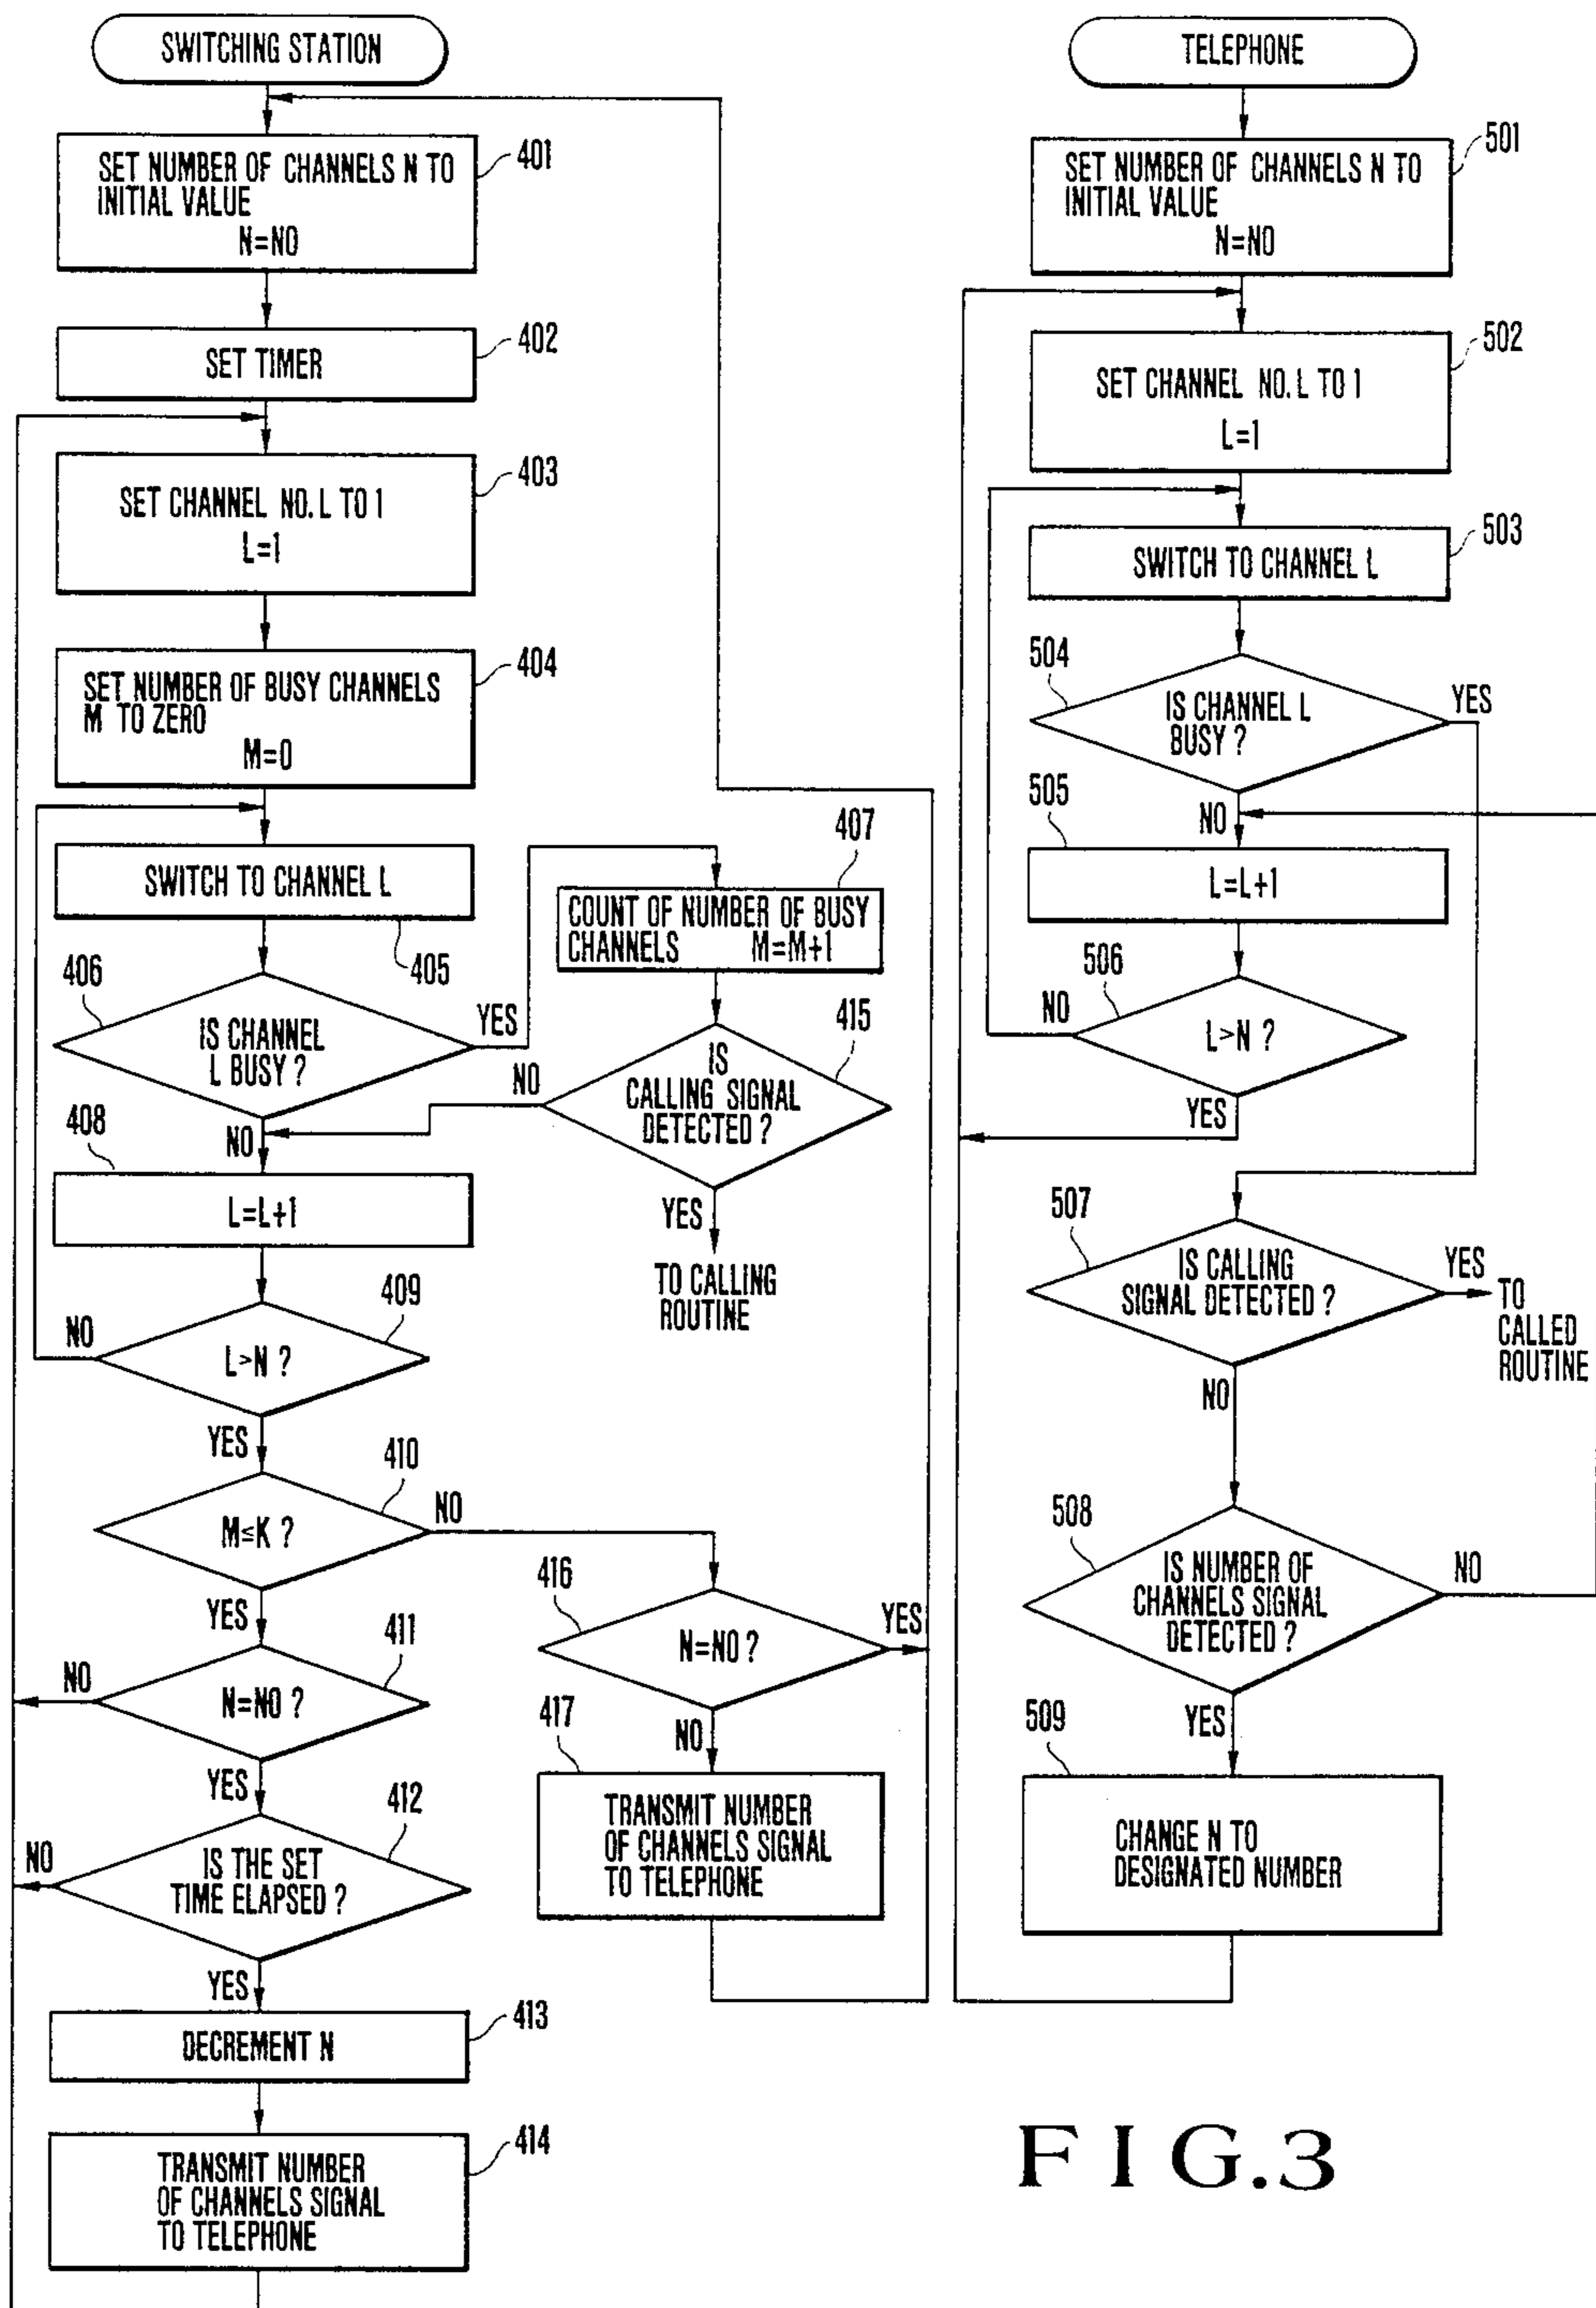 SWITCHING STATION
SET NUMBER OF CHANNELS N TO
INITIAL VALUE
N=N0
401
SET TIMER
402
SET CHANNEL NO. L TO 1
L=1
403
SET NUMBER OF BUSY CHANNELS
M TO ZERO
M=0
404
SWITCH TO CHANNEL L
405
406
IS CHANNEL
L BUSY ?
YES
NO
407
COUNT OF NUMBER OF BUSY
CHANNELS M=M+1
415
IS
CALLING SIGNAL
DETECTED ?
NO
YES
TO CALLING
ROUTINE
408
L=L+1
409
L>N ?
NO
YES
410
M≤K ?
NO
YES
411
N=N0 ?
NO
YES
412
IS THE SET
TIME ELAPSED ?
NO
YES
413
DECREMENT N
414
TRANSMIT NUMBER
OF CHANNELS SIGNAL
TO TELEPHONE
416
N=N0 ?
YES
NO
417
TRANSMIT NUMBER
OF CHANNELS SIGNAL
TO TELEPHONE
TELEPHONE
501
SET NUMBER OF CHANNELS N TO
INITIAL VALUE
N=N0
502
SET CHANNEL NO. L TO 1
L=1
503
SWITCH TO CHANNEL L
504
IS CHANNEL L
BUSY ?
YES
NO
505
L=L+1
506
L>N ?
NO
YES
507
IS CALLING
SIGNAL DETECTED ?
YES
TO
CALLED
ROUTINE
NO
508
IS NUMBER OF
CHANNELS SIGNAL
DETECTED ?
NO
YES
509
CHANGE N TO
DESIGNATED NUMBER
FIG.3